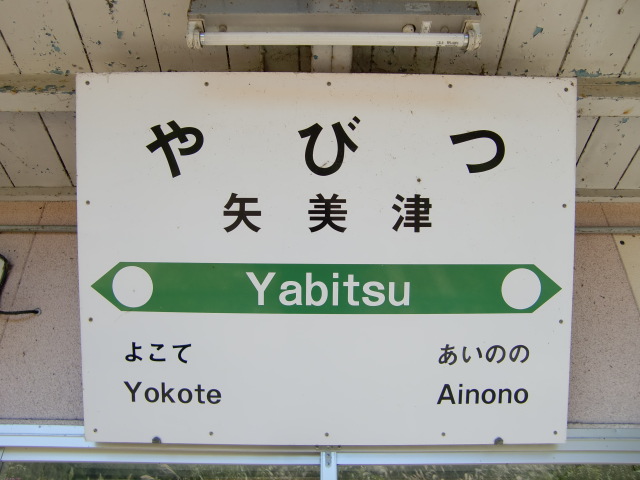 やびつ
矢美津
Yabitsu
よこて あいのの
Yokote Ainono